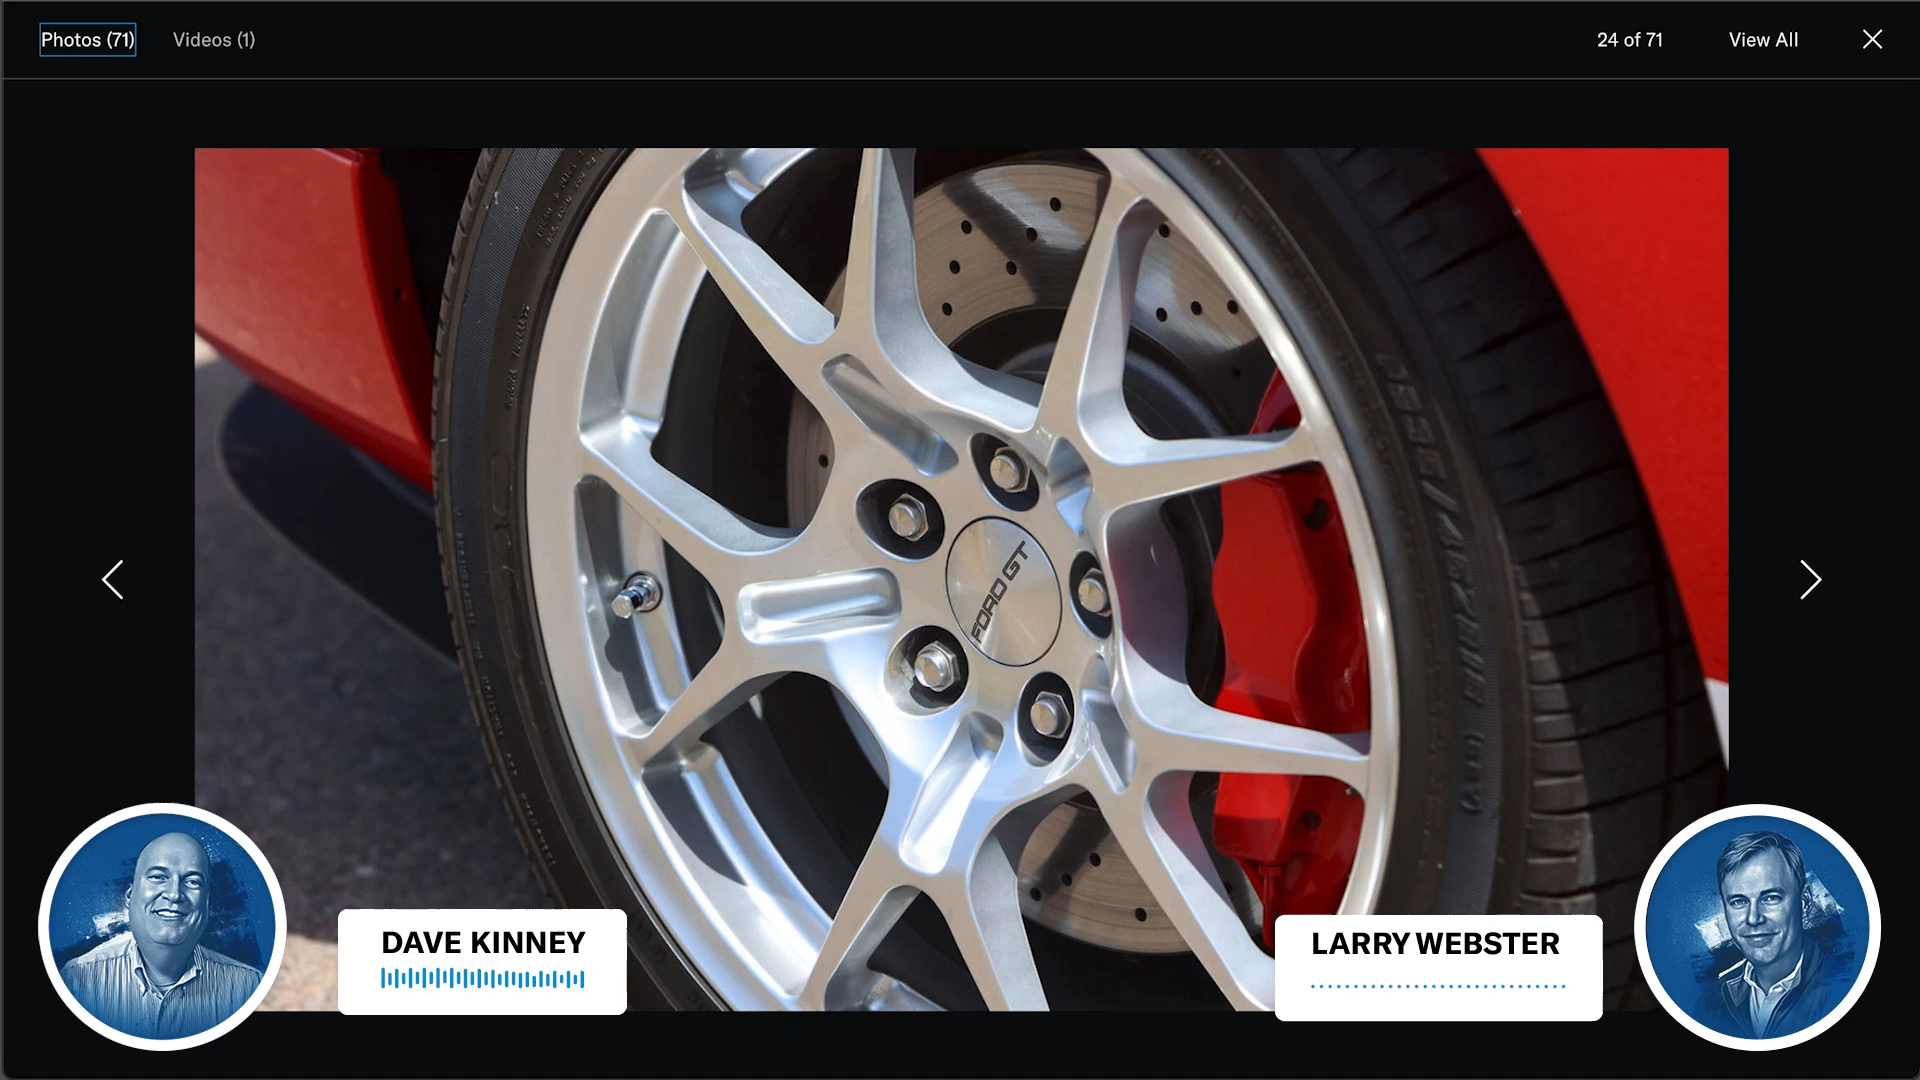 Photos (71)
Videos (1)
24 of 71
View All
FORD GT
DAVE KINNEY
LARRY WEBSTER